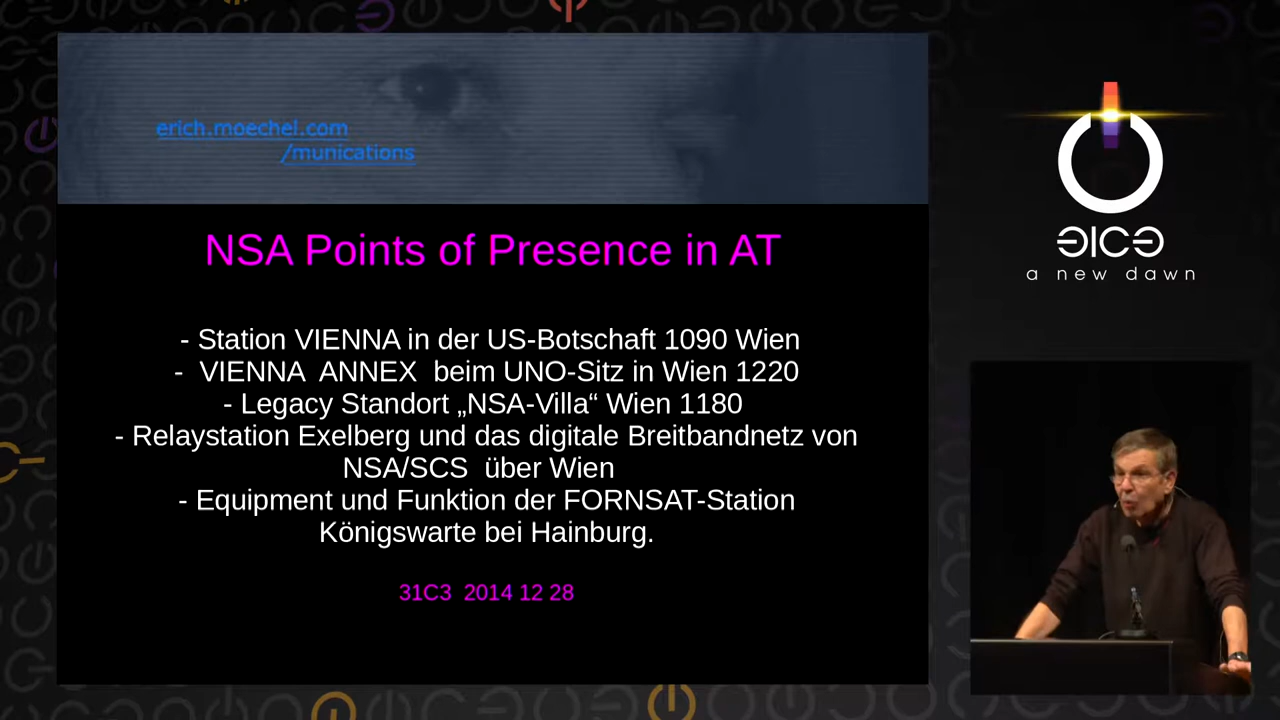 erich.moechel.com
/munications
NSA Points of Presence in AT
- Station VIENNA in der US-Botschaft 1090 Wien
- VIENNA ANNEX beim UNO-Sitz in Wien 1220
- Legacy Standort „NSA-Villa“ Wien 1180
- Relaystation Exelberg und das digitale Breitbandnetz von
NSA/SCS über Wien
- Equipment und Funktion der FORNSAT-Station
Königswarte bei Hainburg.
31C3 2014 12 28
31C3
a new dawn